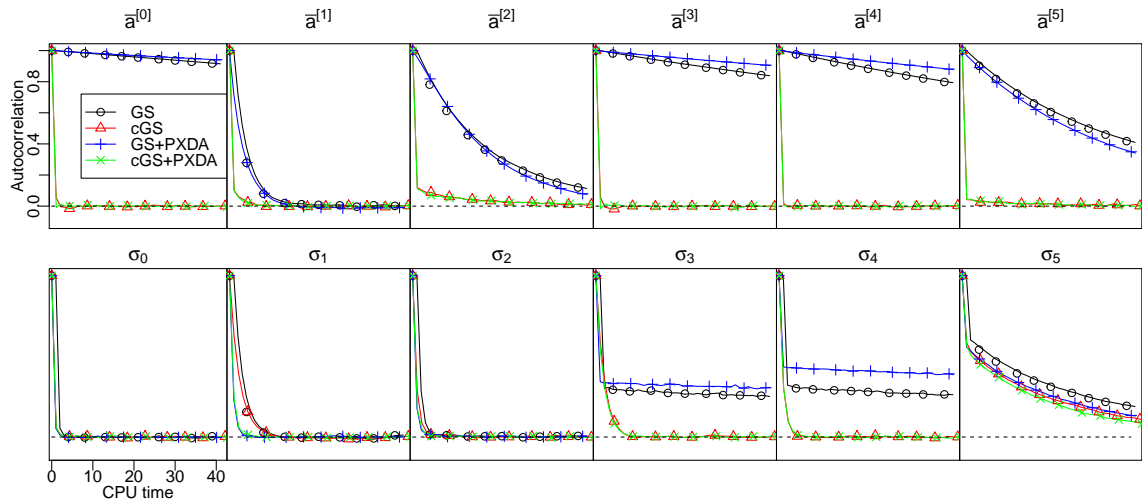 a̅[0] a̅[1] a̅[2] a̅[3] a̅[4] a̅[5]
Autocorrelation
0.8
0.4
0.0
GS
cGS
GS+PXDA
cGS+PXDA
σ0 σ1 σ2 σ3 σ4 σ5
0 10 20 30 40
CPU time